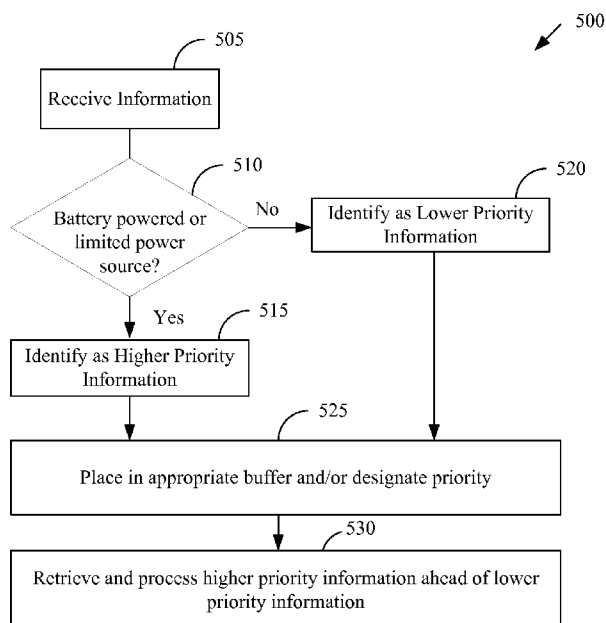 500
505
Receive Information
510
Battery powered or
limited power
source?
No
520
Identify as Lower Priority
Information
Yes
515
Identify as Higher Priority
Information
525
Place in appropriate buffer and/or designate priority
530
Retrieve and process higher priority information ahead of lower
priority information